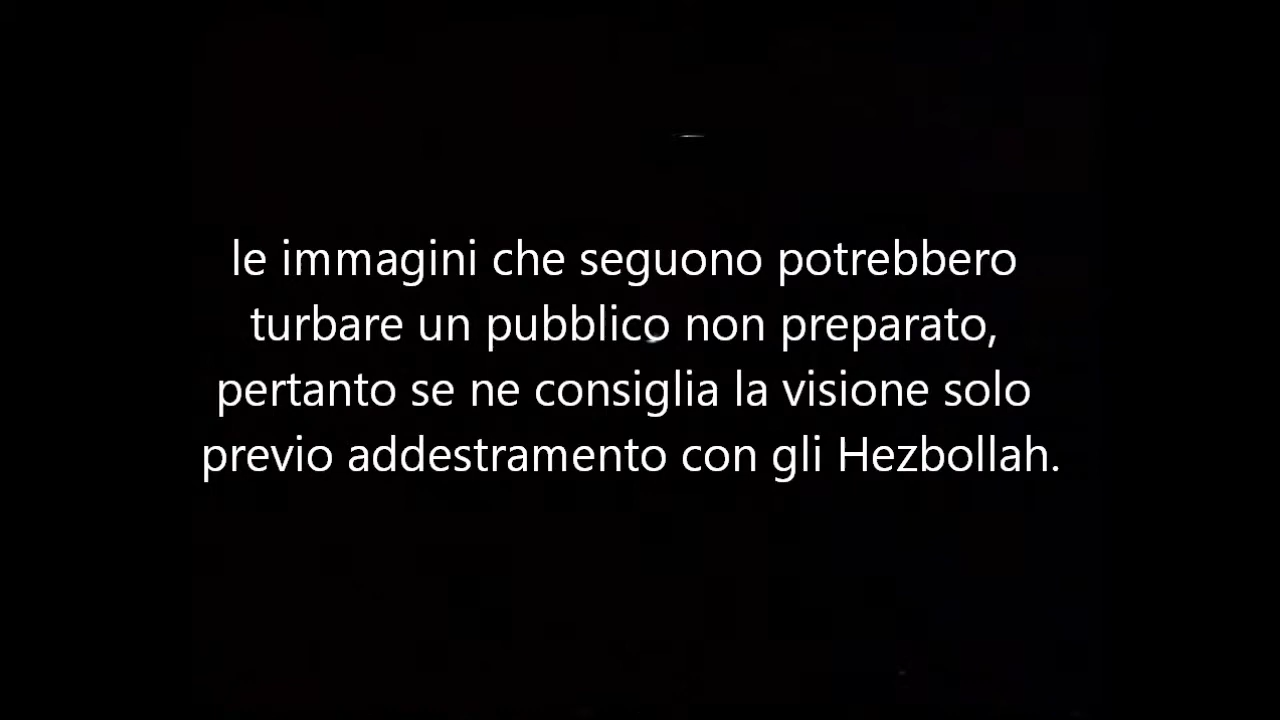 le immagini che seguono potrebbero
turbare un pubblico non preparato,
pertanto se ne consiglia la visione solo
previo addestramento con gli Hezbollah.